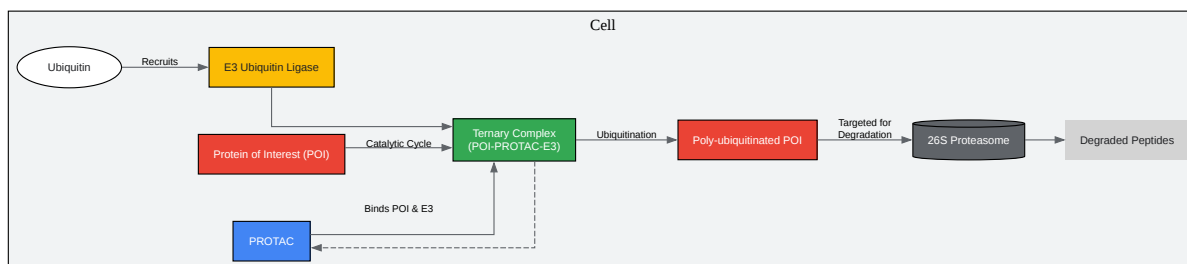 Cell
Ubiquitin
Recruits
E3 Ubiquitin Ligase
Protein of Interest (POI)
Catalytic Cycle
Ternary Complex
(POI-PROTAC-E3)
Ubiquitination
Poly-ubiquitinated POI
Targeted for
Degradation
26S Proteasome
Degraded Peptides
Binds POI & E3
PROTAC